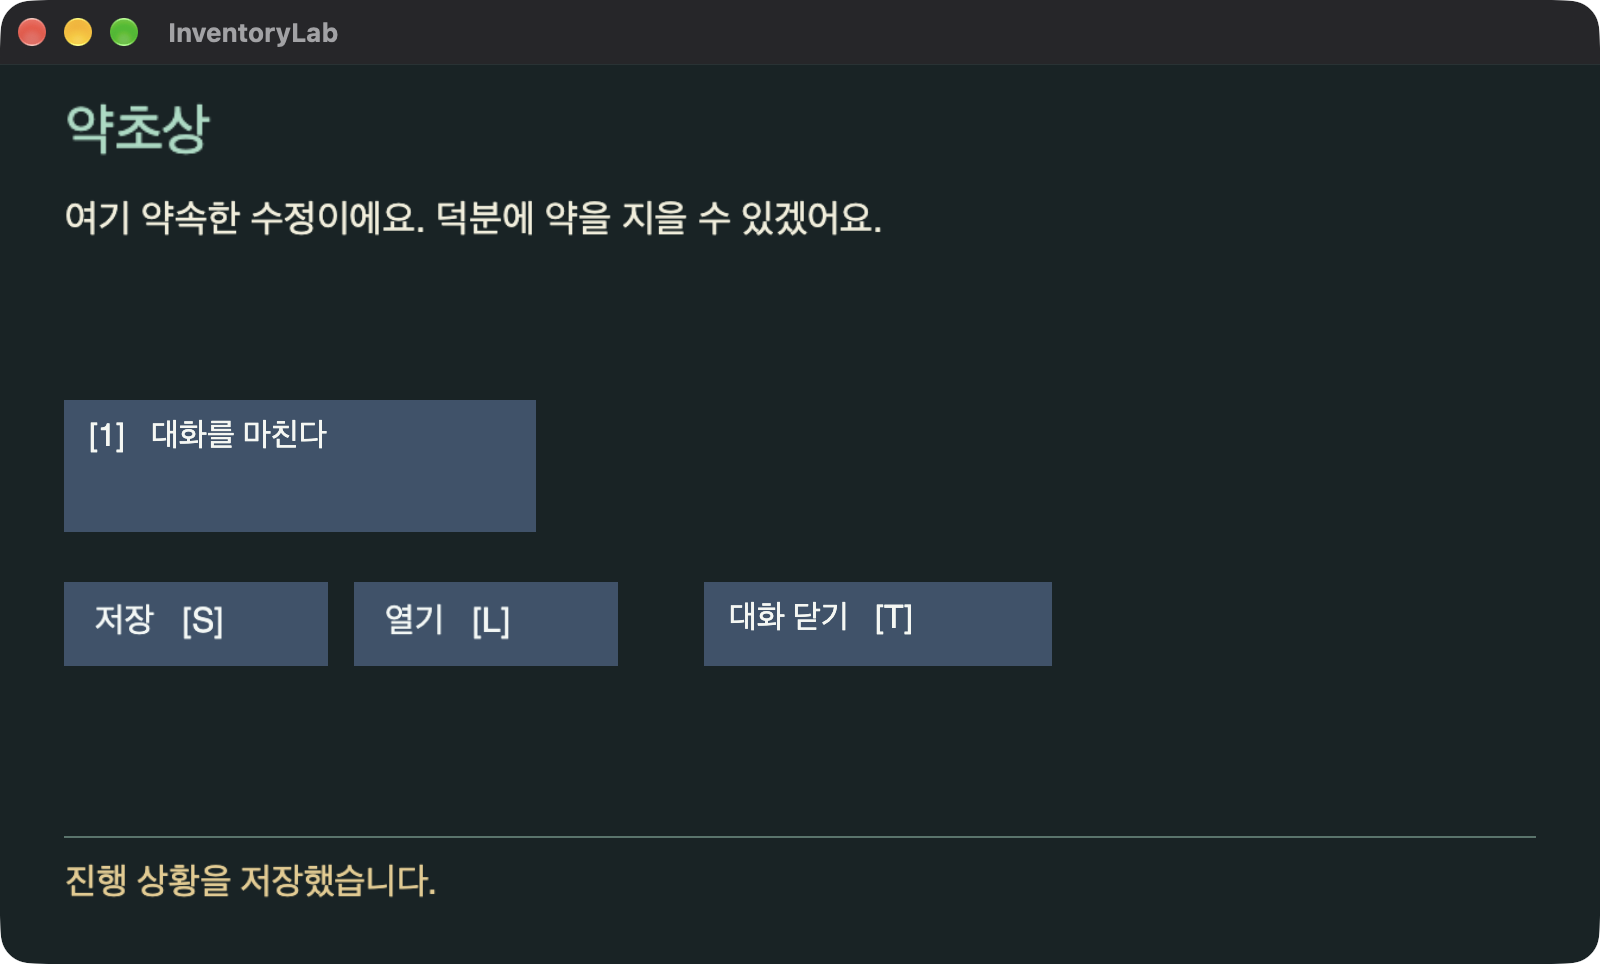 InventoryLab
약초상
여기 약속한 수정이에요. 덕분에 약을 지을 수 있겠어요.
[1] 대화를 마친다
저장 [S] 열기 [L] 대화 닫기 [T]
진행 상황을 저장했습니다.